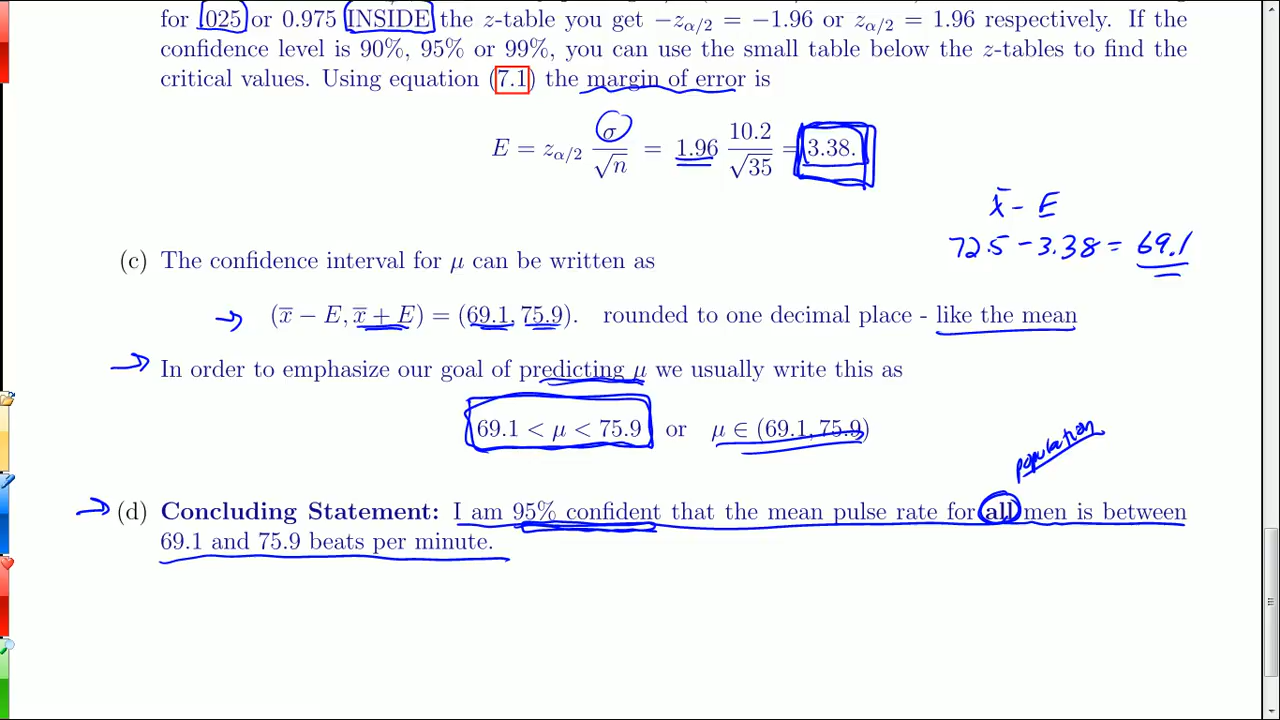 for .025 or 0.975 INSIDE the z-table you get −z_{α/2} = −1.96 or z_{α/2} = 1.96 respectively. If the
confidence level is 90%, 95% or 99%, you can use the small table below the z-tables to find the
critical values. Using equation (7.1) the margin of error is
E = z_{α/2} σ/√n = 1.96 10.2/√35 = 3.38.
x̄ − E
72.5 − 3.38 = 69.1
(c) The confidence interval for μ can be written as
(x̄ − E, x̄ + E) = (69.1, 75.9). rounded to one decimal place - like the mean
In order to emphasize our goal of predicting μ we usually write this as
69.1 < μ < 75.9 or μ ∈ (69.1, 75.9)
population
(d) Concluding Statement: I am 95% confident that the mean pulse rate for all men is between
69.1 and 75.9 beats per minute.